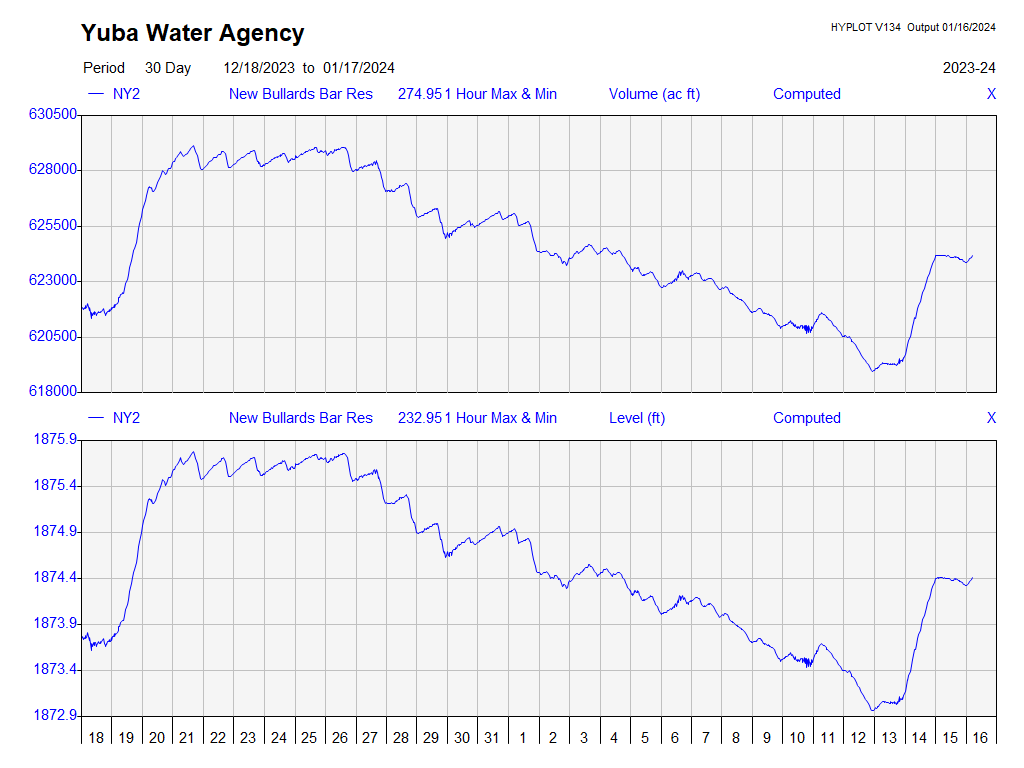 Yuba Water Agency
HYPLOT V134 Output 01/16/2024
Period 30 Day 12/18/2023 to 01/17/2024 2023-24
NY2 New Bullards Bar Res 274.951 Hour Max & Min Volume (ac ft) Computed X
630500
628000
625500
623000
620500
618000
NY2 New Bullards Bar Res 232.951 Hour Max & Min Level (ft) Computed X
1875.9
1875.4
1874.9
1874.4
1873.9
1873.4
1872.9
18 19 20 21 22 23 24 25 26 27 28 29 30 31 1 2 3 4 5 6 7 8 9 10 11 12 13 14 15 16